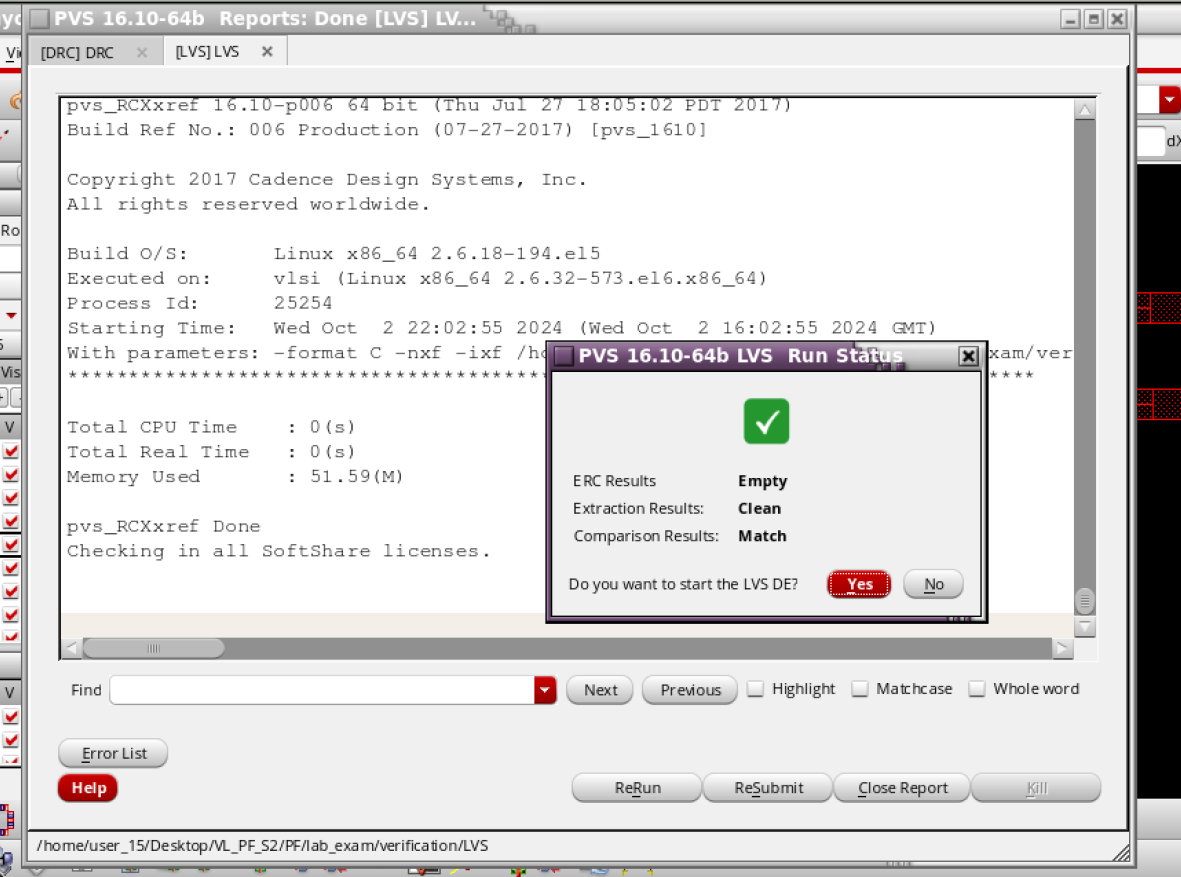 PVS 16.10-64b Reports: Done [LVS] LV...
[DRC] DRC
[LVS] LVS
pvs_RCXxref 16.10-p006 64 bit (Thu Jul 27 18:05:02 PDT 2017)
Build Ref No.: 006 Production (07-27-2017) [pvs_1610]
Copyright 2017 Cadence Design Systems, Inc.
All rights reserved worldwide.
Build O/S: Linux x86_64 2.6.18-194.el5
Executed on: vlsi (Linux x86_64 2.6.32-573.el6.x86_64)
Process Id: 25254
Starting Time: Wed Oct 2 22:02:55 2024 (Wed Oct 2 16:02:55 2024 GMT)
With parameters: -format C -nxf -ixf /ho xam/ver
Total CPU Time : 0(s)
Total Real Time : 0(s)
Memory Used : 51.59(M)
pvs_RCXxref Done
Checking in all SoftShare licenses.
PVS 16.10-64b LVS Run Status
ERC Results Empty
Extraction Results: Clean
Comparison Results: Match
Do you want to start the LVS DE? Yes No
Find Next Previous Highlight Matchcase Whole word
Error List
Help ReRun ReSubmit Close Report Kill
/home/user_15/Desktop/VL_PF_S2/PF/lab_exam/verification/LVS
Ro
Vis
V
V
dX